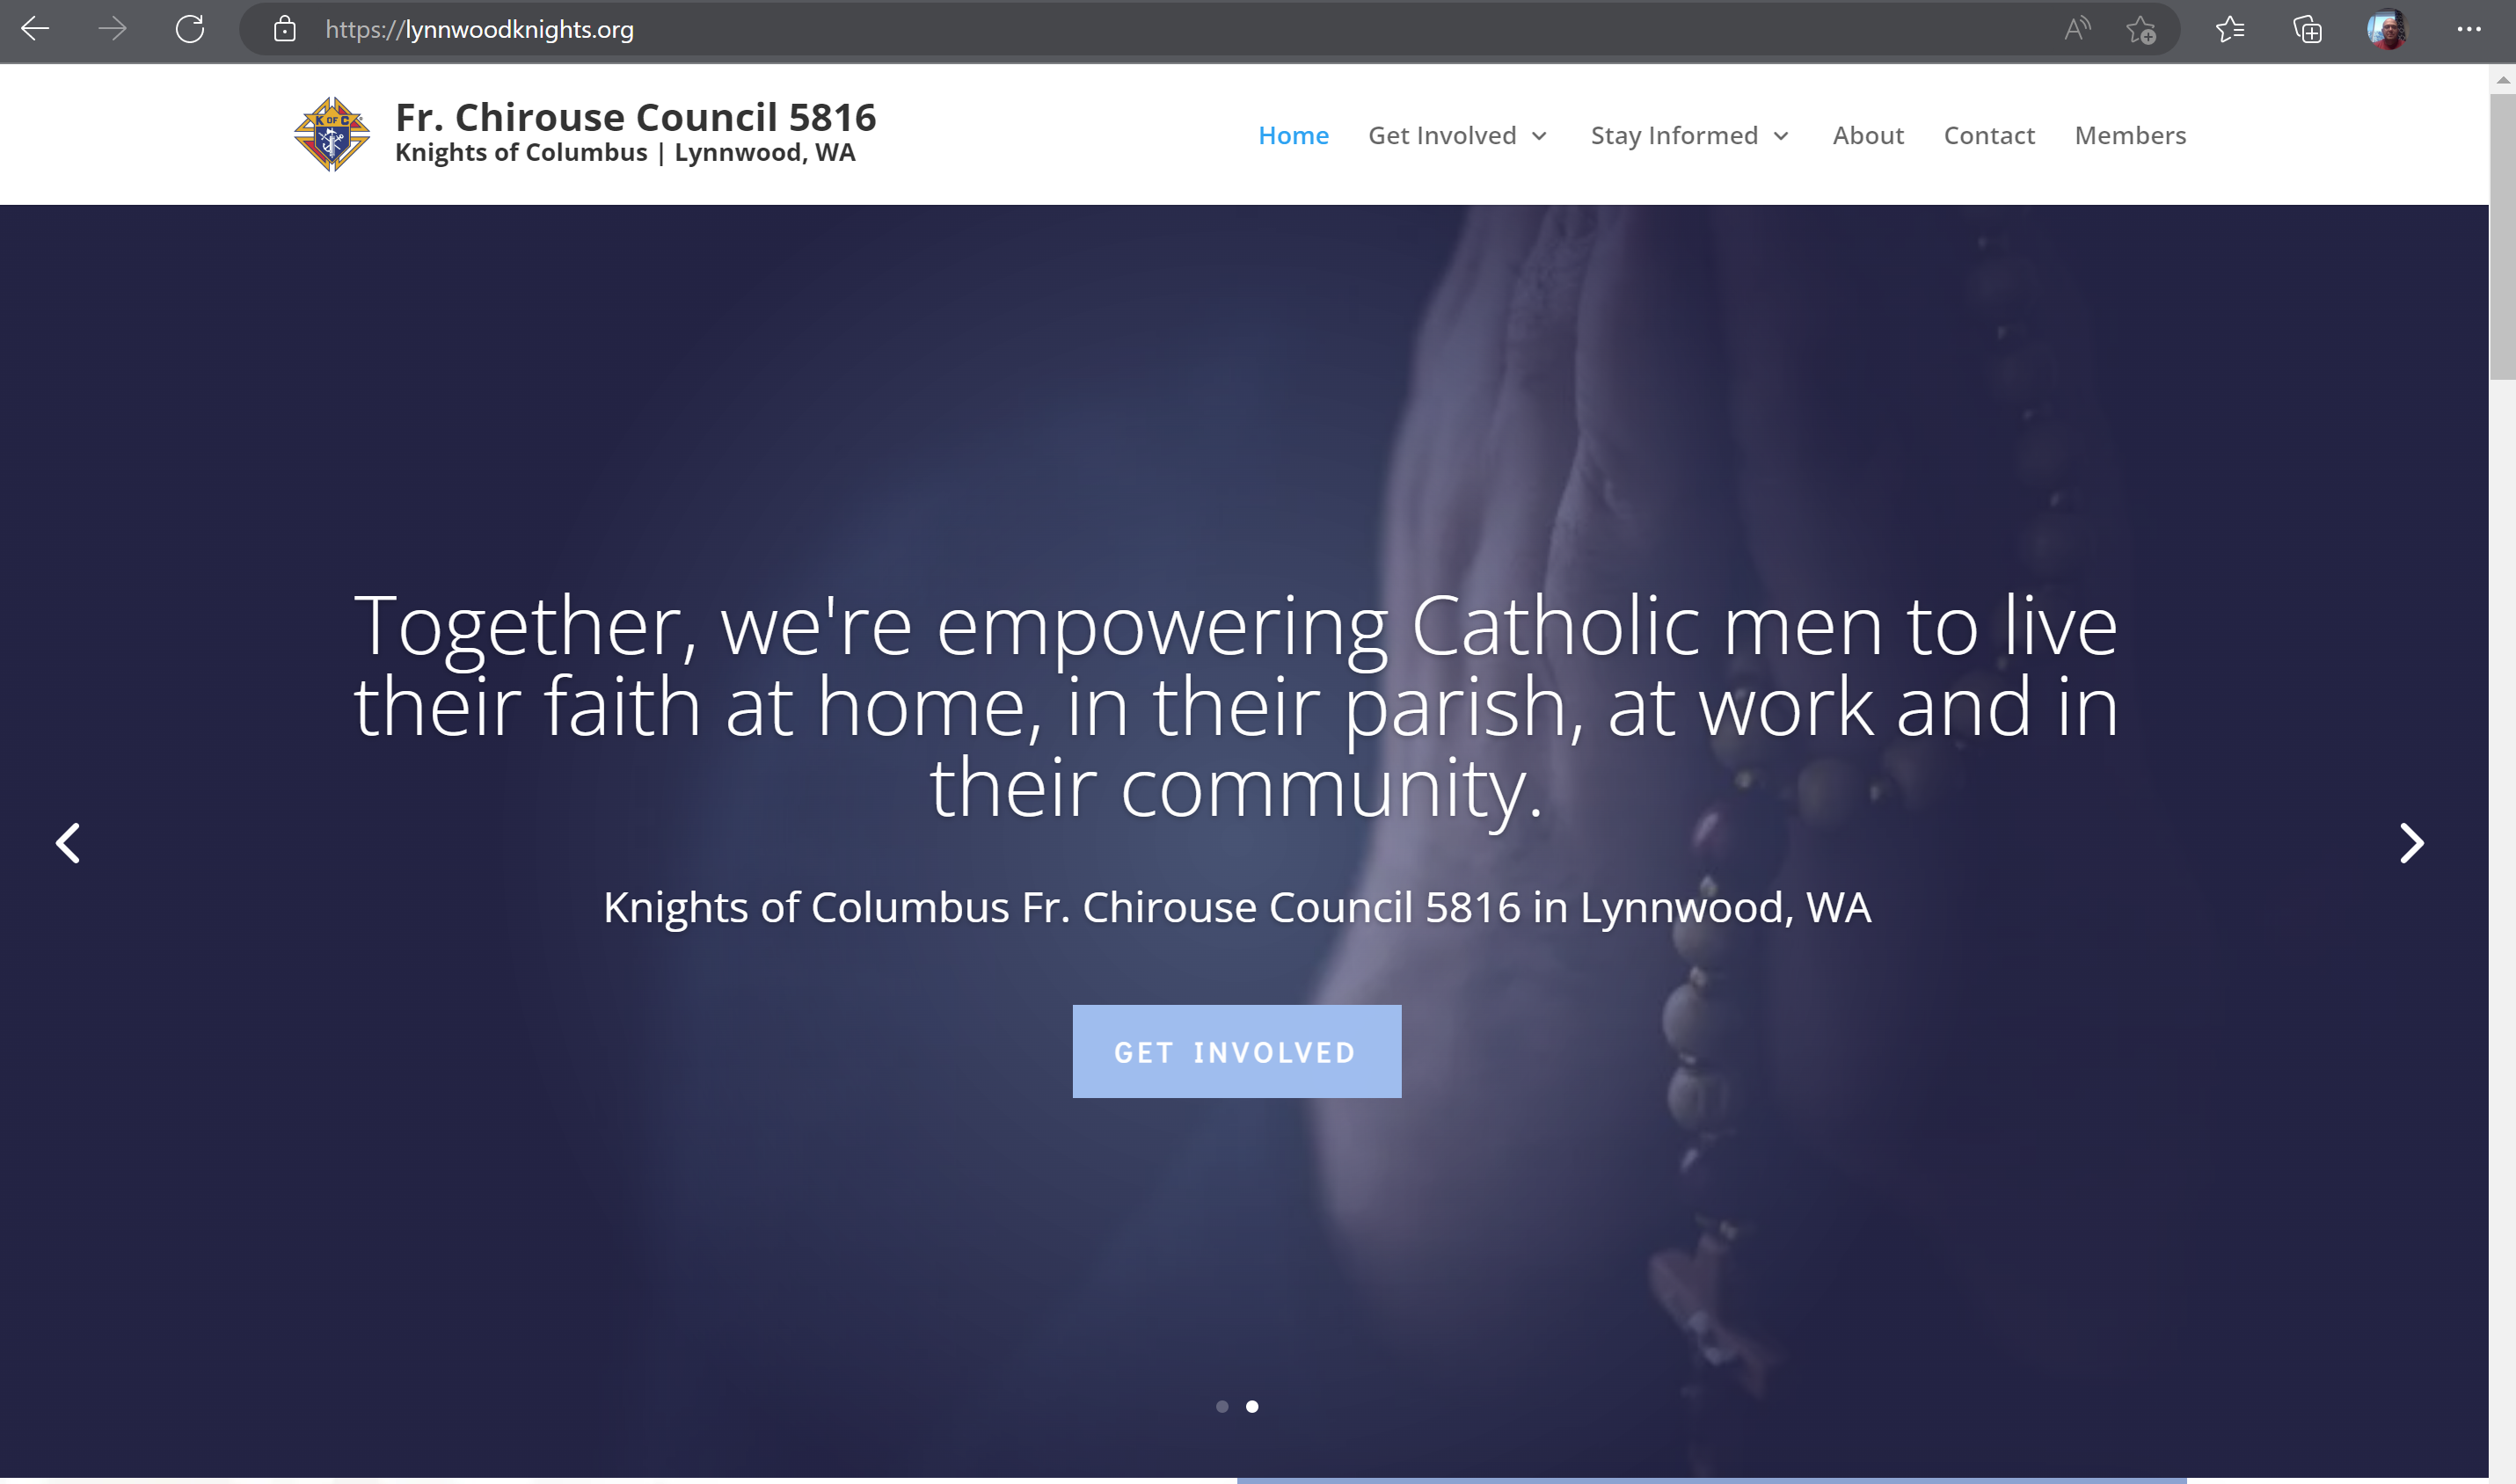 https://lynnwoodknights.org
K OF C
Fr. Chirouse Council 5816
Knights of Columbus | Lynnwood, WA
Home Get Involved Stay Informed About Contact Members
Together, we're empowering Catholic men to live
their faith at home, in their parish, at work and in
their community.
Knights of Columbus Fr. Chirouse Council 5816 in Lynnwood, WA
GET INVOLVED